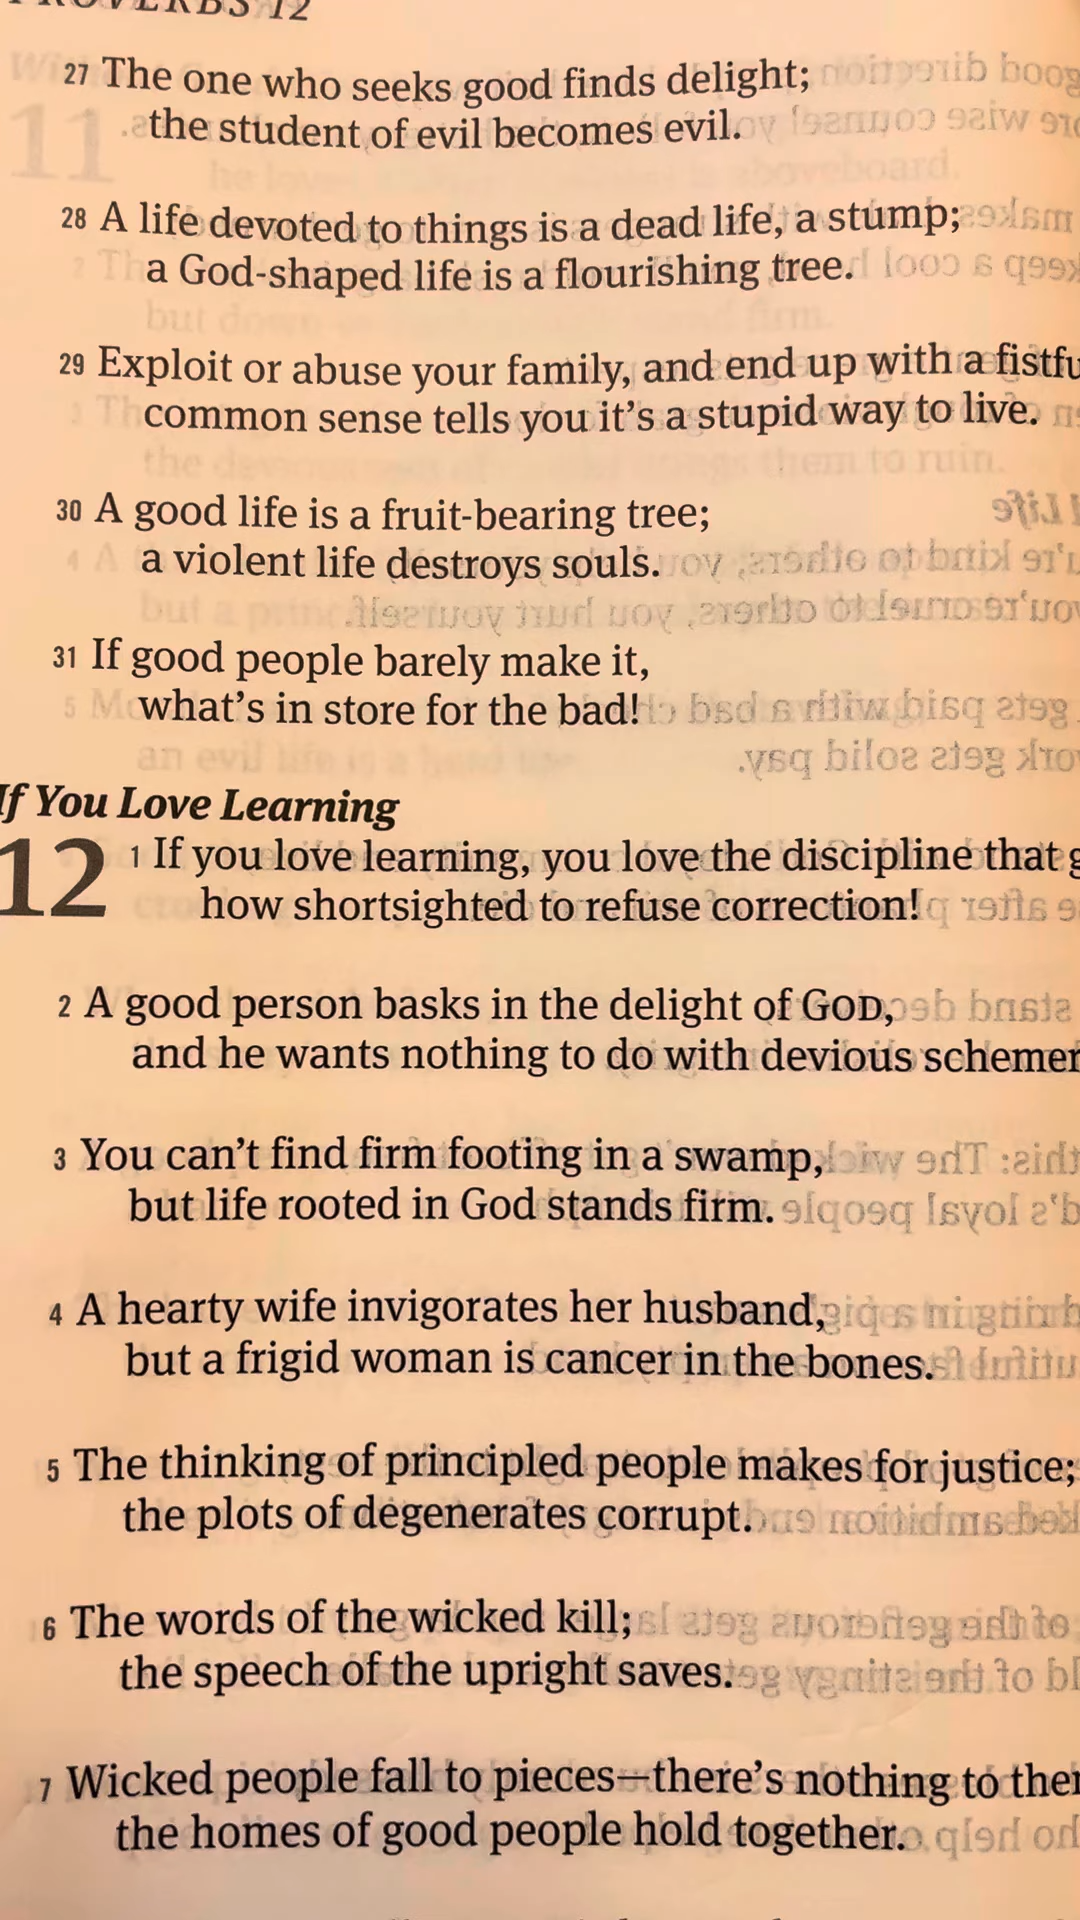 PROVERBS 12
27 The one who seeks good finds delight;
the student of evil becomes evil.
28 A life devoted to things is a dead life, a stump;
a God-shaped life is a flourishing tree.
29 Exploit or abuse your family, and end up with a
common sense tells you it's a stupid way to live.
30 A good life is a fruit-bearing tree;
a violent life destroys souls.
31 If good people barely make it,
what's in store for the bad!
If You Love Learning
12 1 If you love learning, you love the discipline that
how shortsighted to refuse correction!
2 A good person basks in the delight of GOD,
and he wants nothing to do with devious
3 You can't find firm footing in a swamp,
but life rooted in God stands firm.
4 A hearty wife invigorates her husband,
but a frigid woman is cancer in the bones.
5 The thinking of principled people makes for justice;
the plots of degenerates corrupt.
6 The words of the wicked kill;
the speech of the upright saves.
7 Wicked people fall to pieces—there's nothing to
the homes of good people hold together.